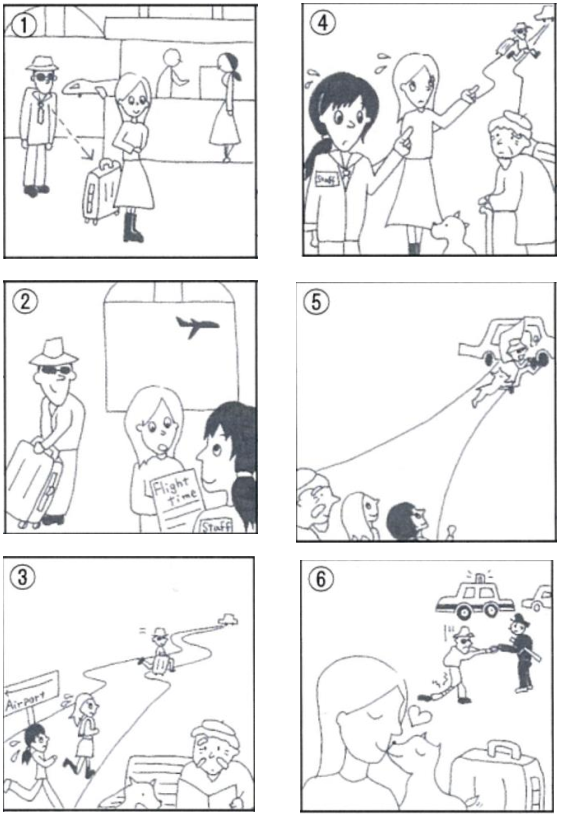 ①
②
Flight
time
Staff
③
Airport
④
Staff
⑤
⑥